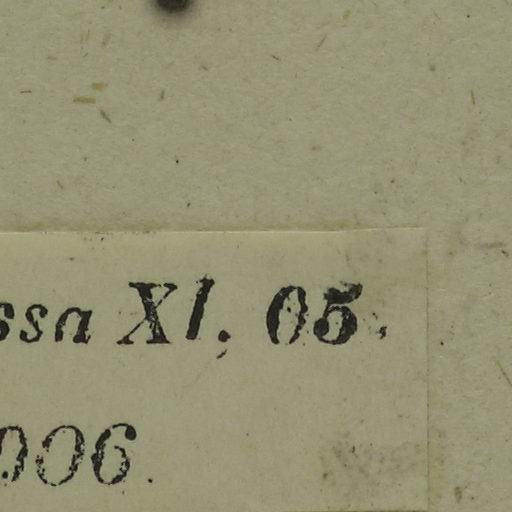 ssa XI, 05.
006.